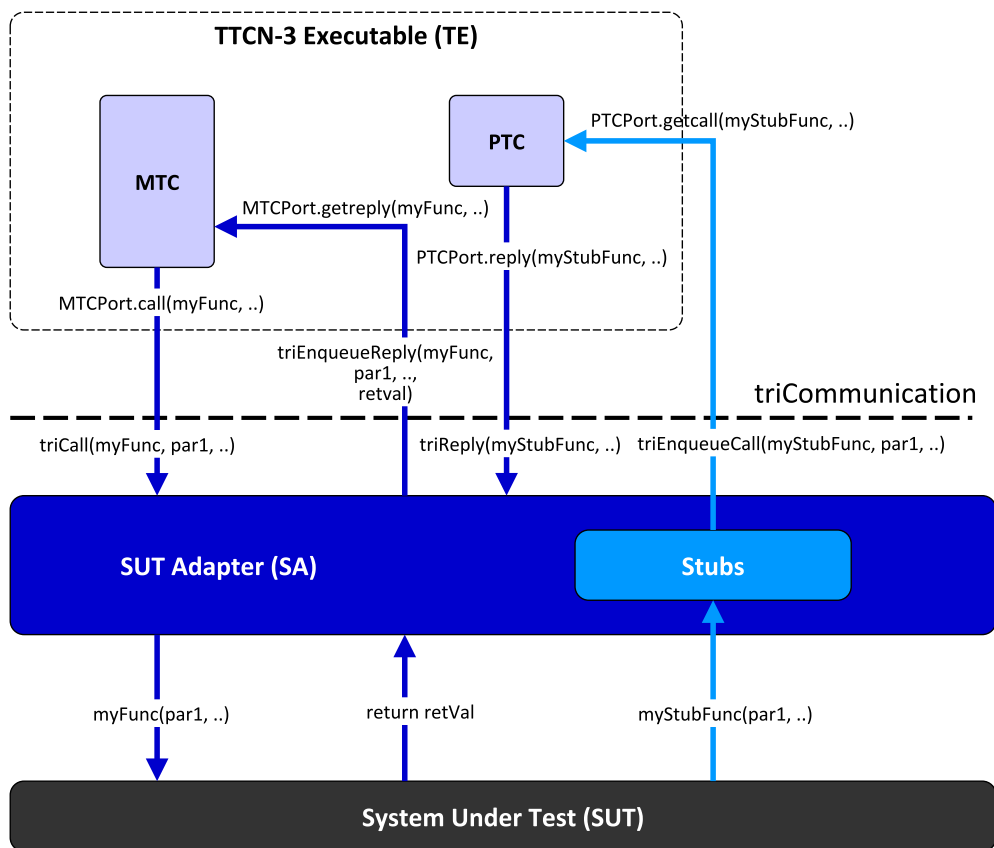 TTCN-3 Executable (TE)
PTCPort.getcall(myStubFunc, ..)
PTC
MTC
MTCPort.getreply(myFunc, ..)
PTCPort.reply(myStubFunc, ..)
MTCPort.call(myFunc, ..)
triEnqueueReply(myFunc,
par1, ..,
retval)
triCommunication
triCall(myFunc, par1, ..)
triReply(myStubFunc, ..)
triEnqueueCall(myStubFunc, par1, ..)
SUT Adapter (SA)
Stubs
myFunc(par1, ..)
return retVal
myStubFunc(par1, ..)
System Under Test (SUT)